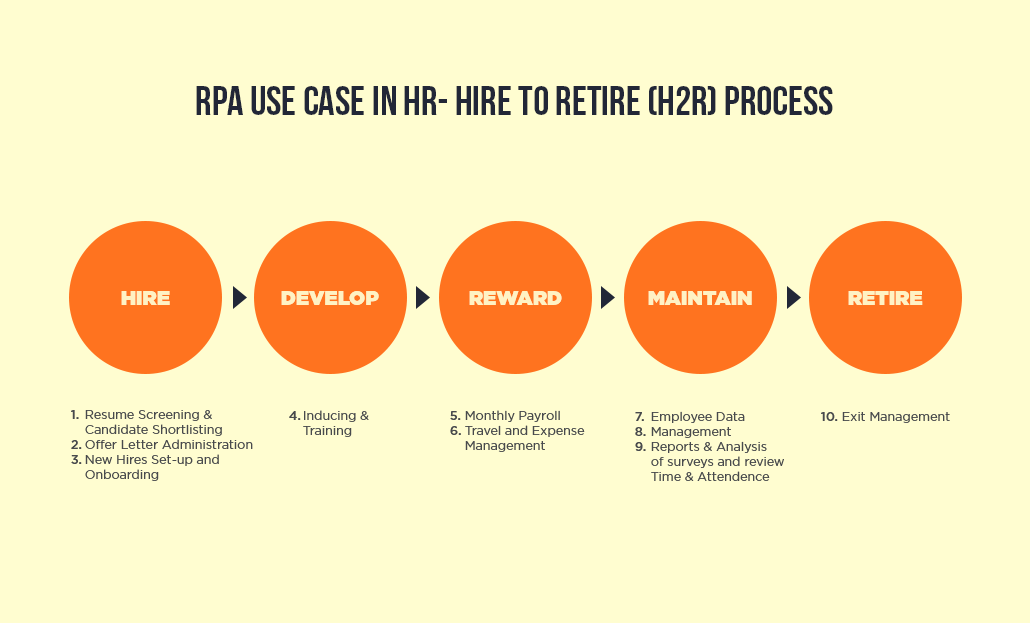 RPA USE CASE IN HR- HIRE TO RETIRE (H2R) PROCESS
HIRE
DEVELOP
REWARD
MAINTAIN
RETIRE
1. Resume Screening &
Candidate Shortlisting
2. Offer Letter Administration
3. New Hires Set-up and
Onboarding
4. Inducing &
Training
5. Monthly Payroll
6. Travel and Expense
Management
7. Employee Data
8. Management
9. Reports & Analysis
of surveys and review
Time & Attendence
10. Exit Management